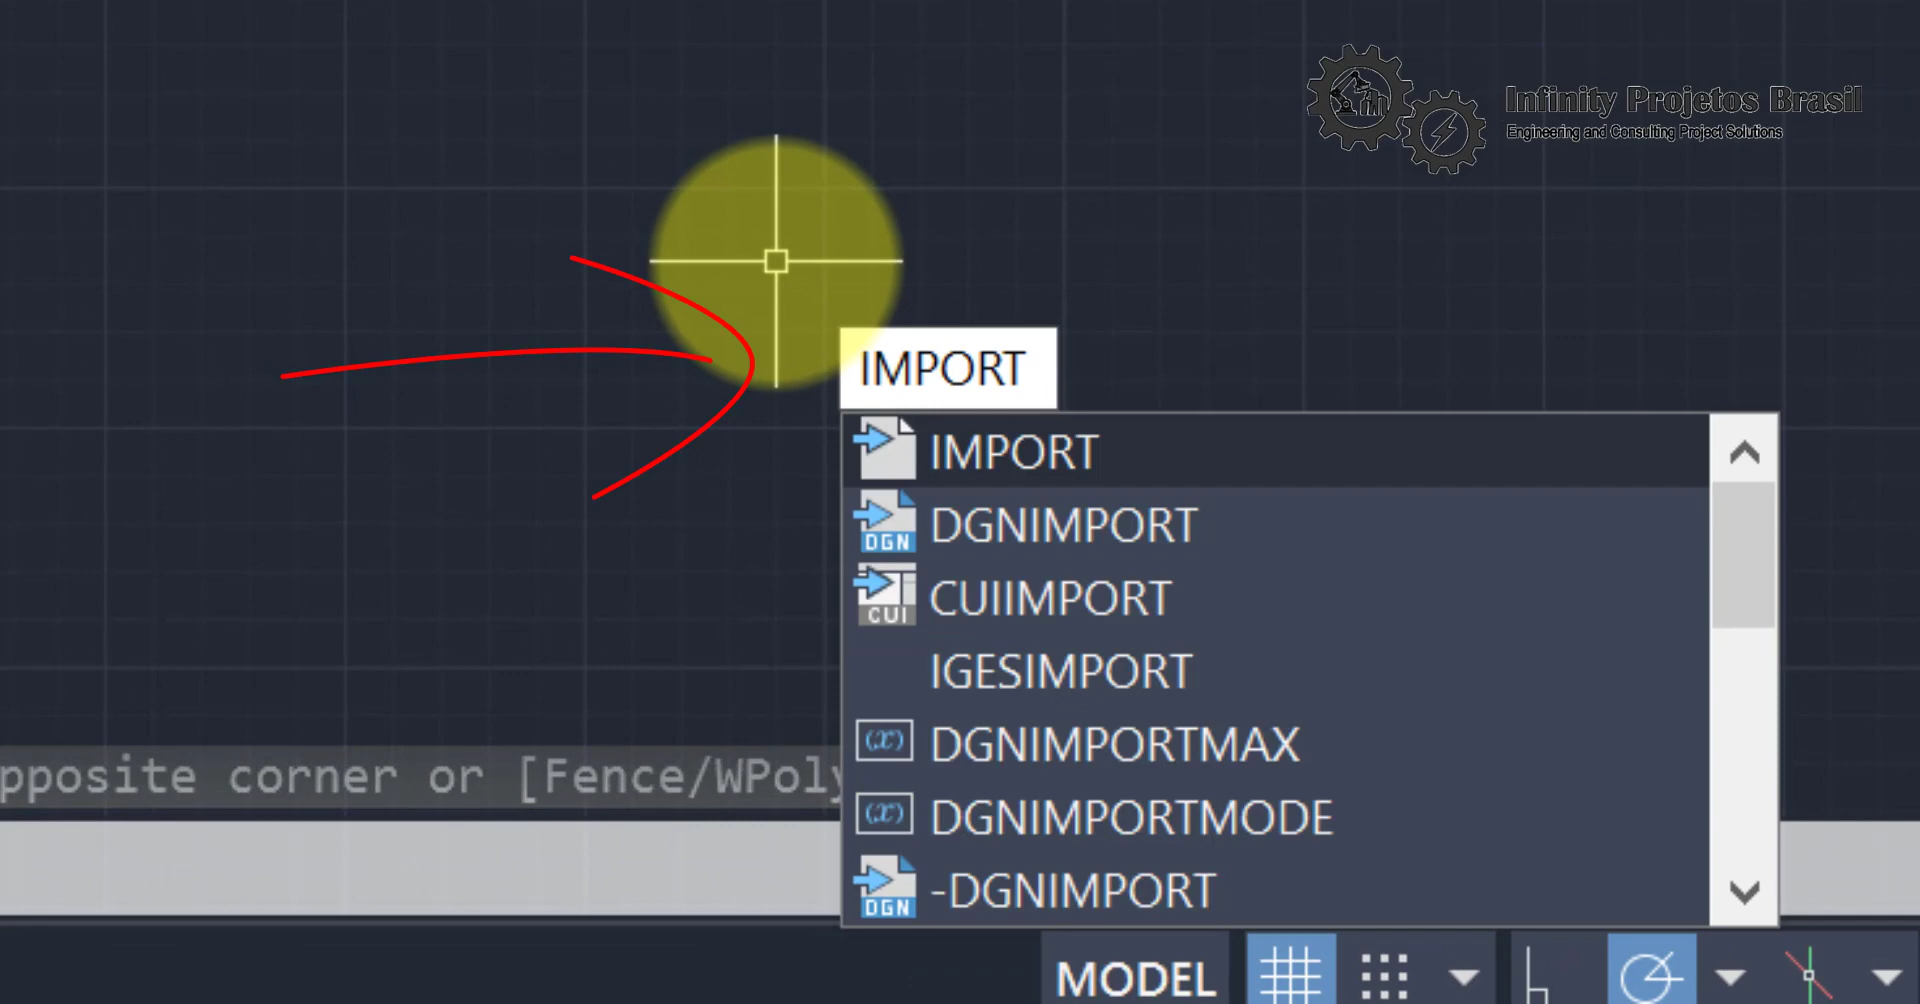 Infinity Projetos Brasil
Engineering and Consulting Project Solutions
IMPORT
IMPORT
DGNIMPORT
DGN
CUIIMPORT
CUI
IGESIMPORT
(x) DGNIMPORTMAX
(x) DGNIMPORTMODE
-DGNIMPORT
DGN
pposite corner or [Fence/WPoly
MODEL